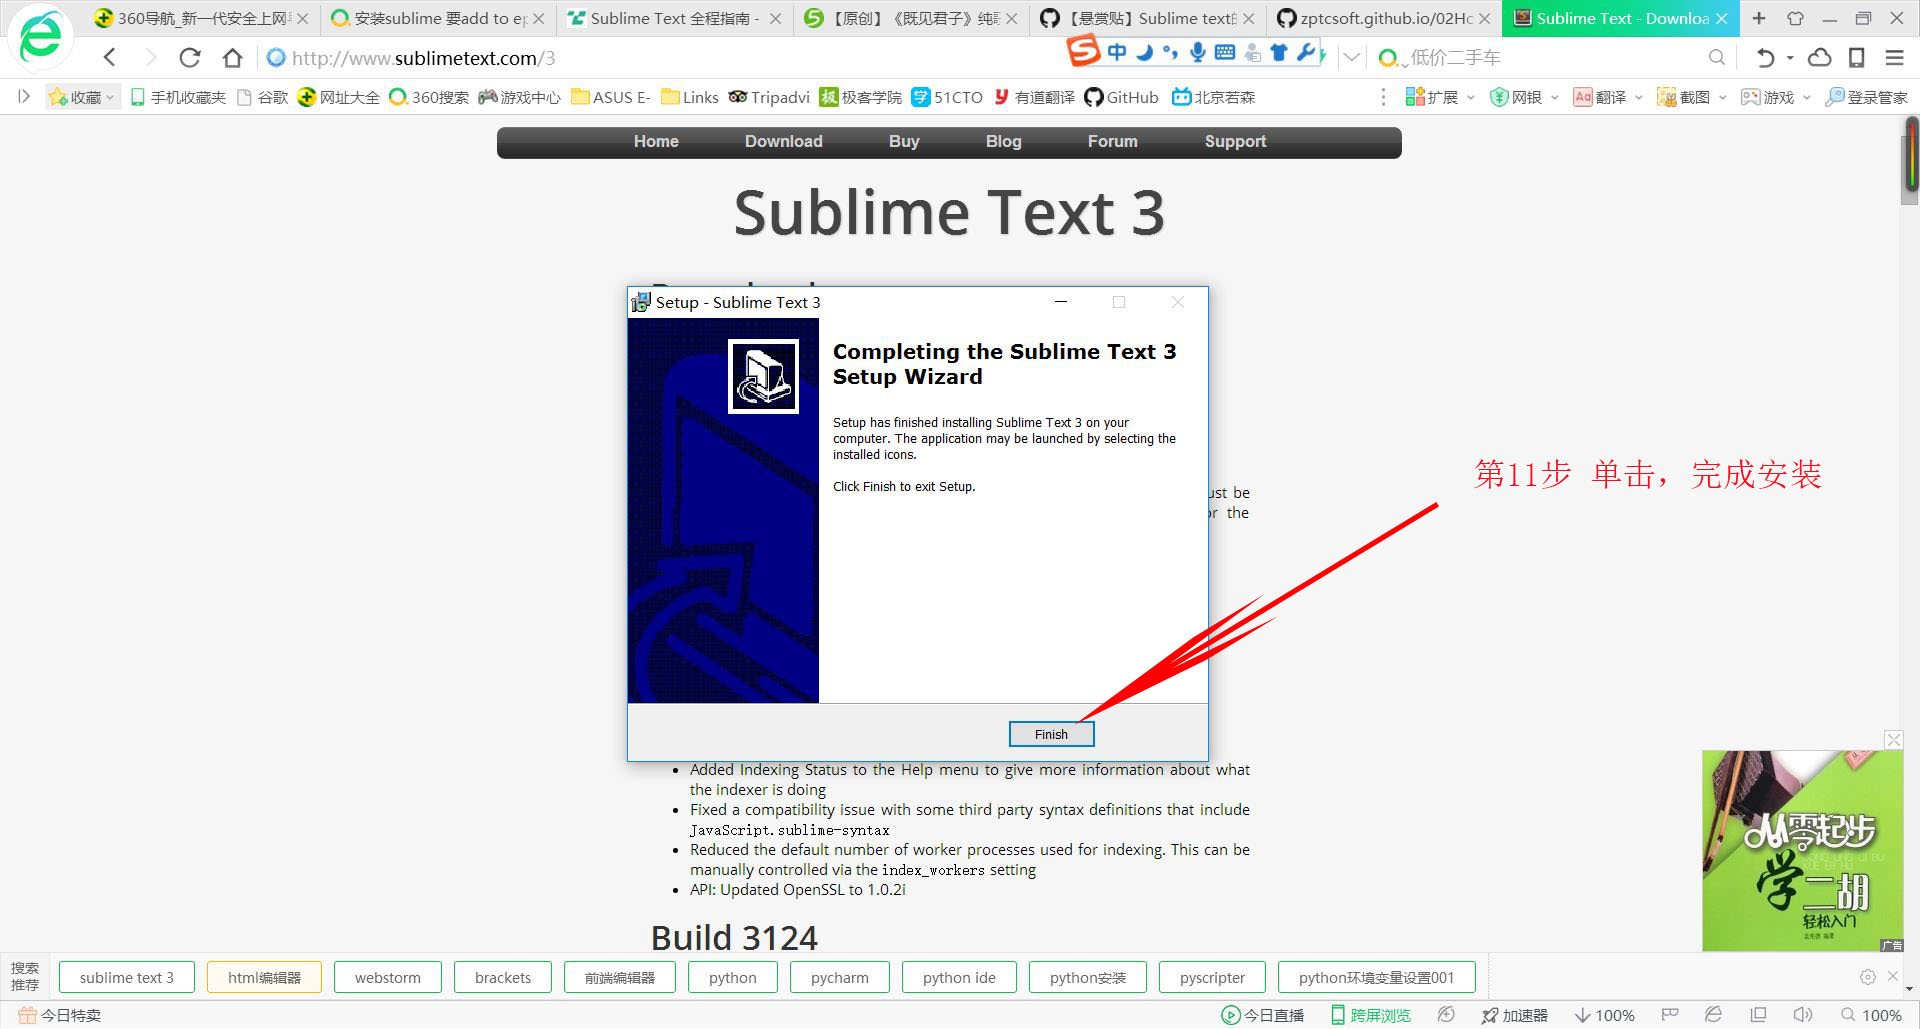 360导航_新一代安全上网导
安装sublime 要add to ep
Sublime Text 全程指南 -
【原创】《既见君子》纯歌
【悬赏贴】Sublime text的
zptcsoft.github.io/02Ho
Sublime Text - Downloa
http://www.sublimetext.com/3
中
低价二手车
收藏
手机收藏夹
谷歌
网址大全
360搜索
游戏中心
ASUS E-
Links
Tripadvi
极客学院
51CTO
有道翻译
GitHub
北京若森
扩展
网银
翻译
截图
游戏
登录管家
Home
Download
Buy
Blog
Forum
Support
Sublime Text 3
Setup - Sublime Text 3
Completing the Sublime Text 3
Setup Wizard
Setup has finished installing Sublime Text 3 on your
computer. The application may be launched by selecting the
installed icons.
Click Finish to exit Setup.
第11步 单击，完成安装
ust be
or the
Finish
Added Indexing Status to the Help menu to give more information about what
the indexer is doing
Fixed a compatibility issue with some third party syntax definitions that include
JavaScript.sublime-syntax
Reduced the default number of worker processes used for indexing. This can be
manually controlled via the index_workers setting
API: Updated OpenSSL to 1.0.2i
Build 3124
从零起步
学二胡
轻松入门
广告
搜索
推荐
sublime text 3
html编辑器
webstorm
brackets
前端编辑器
python
pycharm
python ide
python安装
pyscripter
python环境变量设置001
今日特卖
今日直播
跨屏浏览
加速器
100%
100%